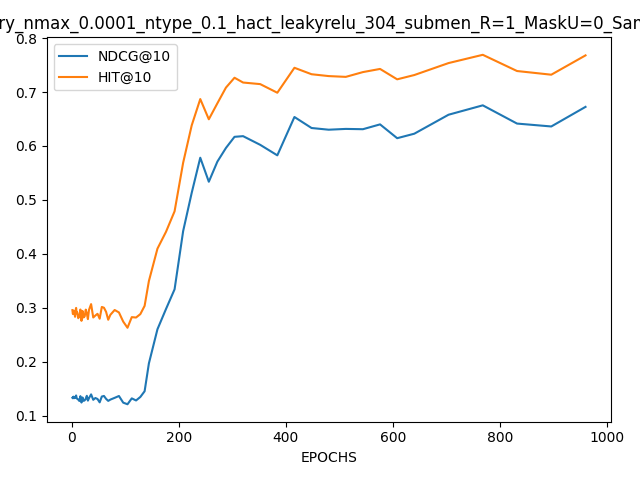 ry_nmax_0.0001_ntype_0.1_hact_leakyrelu_304_submen_R=1_MaskU=0_San
NDCG@10
HIT@10
0.8
0.7
0.6
0.5
0.4
0.3
0.2
0.1
0 200 400 600 800 1000
EPOCHS